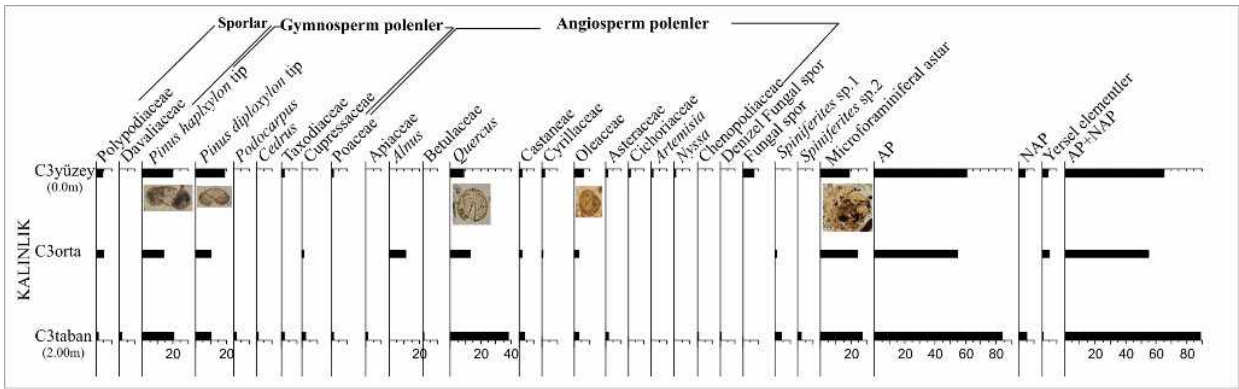 Sporlar Gymnosperm polenler Angiosperm polenler
Polypodiaceae
Davaliaceae
Pinus haplxylon tip
Pinus diploxylon tip
Podocarpus
Cedrus
Taxodiaceae
Cupressaceae
Poaceae
Apiaceae
Alnus
Betulaceae
Quercus
Castaneae
Cyrillaceae
Oleaceae
Asteraceae
Cichoriaceae
Artemisia
Nyssa
Chenopodiaceae
Denizel Fungal spor
Fungal spor
Spiniferites sp.1
Spiniferites sp.2
Microforaminiferal astar
AP
NAP
Yersel elementler
AP+NAP
KALINLIK
C3yüzey
(0.0m)
C3orta
C3taban
(2.00m)
20 20 20 20 40 20 20 40 60 80 20 40 60 80